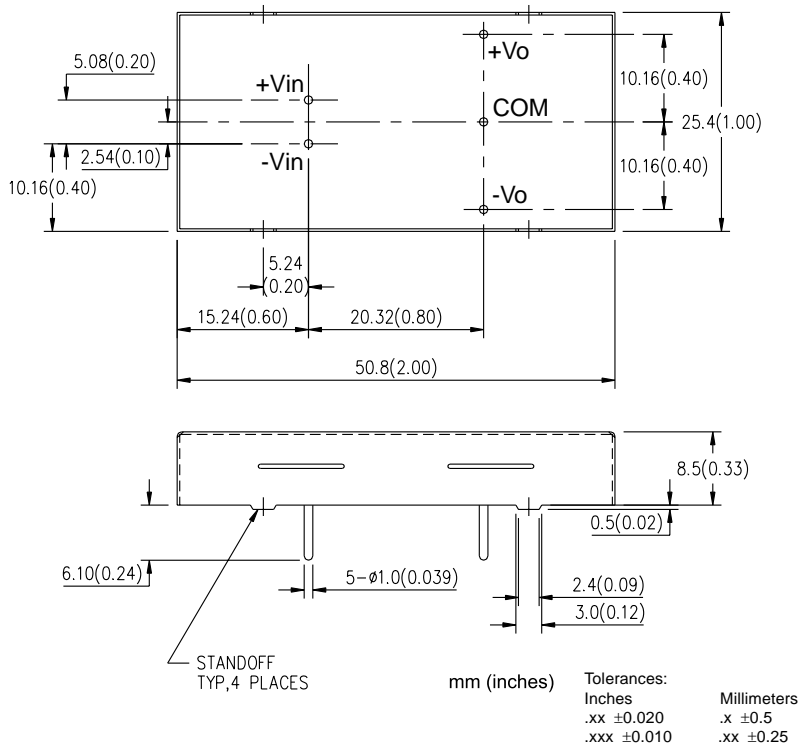 +Vo
5.08(0.20)
10.16(0.40)
+Vin
COM
25.4(1.00)
2.54(0.10)
-Vin
10.16(0.40)
10.16(0.40)
-Vo
5.24
(0.20)
15.24(0.60)
20.32(0.80)
50.8(2.00)
8.5(0.33)
0.5(0.02)
6.10(0.24)
5-ø1.0(0.039)
2.4(0.09)
3.0(0.12)
STANDOFF
TYP,4 PLACES
mm (inches)
Tolerances:
Inches Millimeters
.xx ±0.020 .x ±0.5
.xxx ±0.010 .xx ±0.25